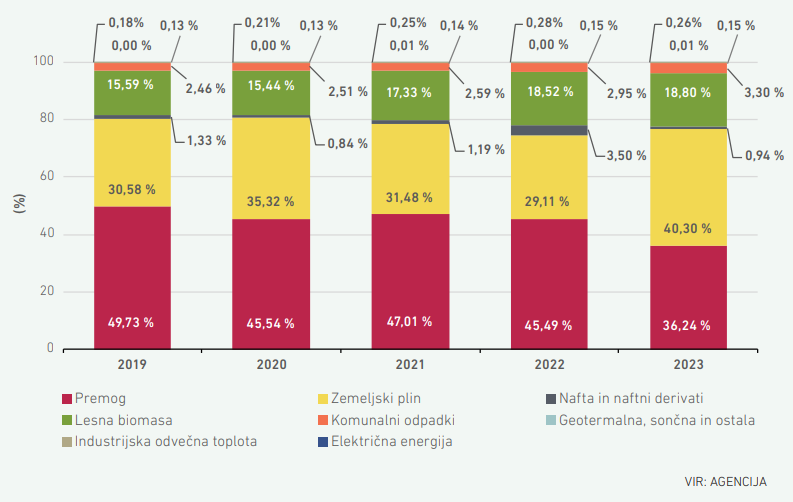 0,18% 0,13 % 0,21% 0,13 % 0,25% 0,14 % 0,28% 0,15 % 0,26% 0,15 %
0,00 % 0,00 % 0,01 % 0,00 % 0,01 %
100
15,59 % 2,46 % 15,44 % 2,51 % 17,33 % 2,59 % 18,52 % 2,95 % 18,80 % 3,30 %
80
1,33 % 0,84 % 1,19 % 3,50 % 0,94 %
60
30,58 % 35,32 % 31,48 % 29,11 % 40,30 %
(%)
40
20
49,73 % 45,54 % 47,01 % 45,49 % 36,24 %
0
2019 2020 2021 2022 2023
Premog Zemeljski plin Nafta in naftni derivati
Lesna biomasa Komunalni odpadki Geotermalna, sončna in ostala
Industrijska odvečna toplota Električna energija
VIR: AGENCIJA